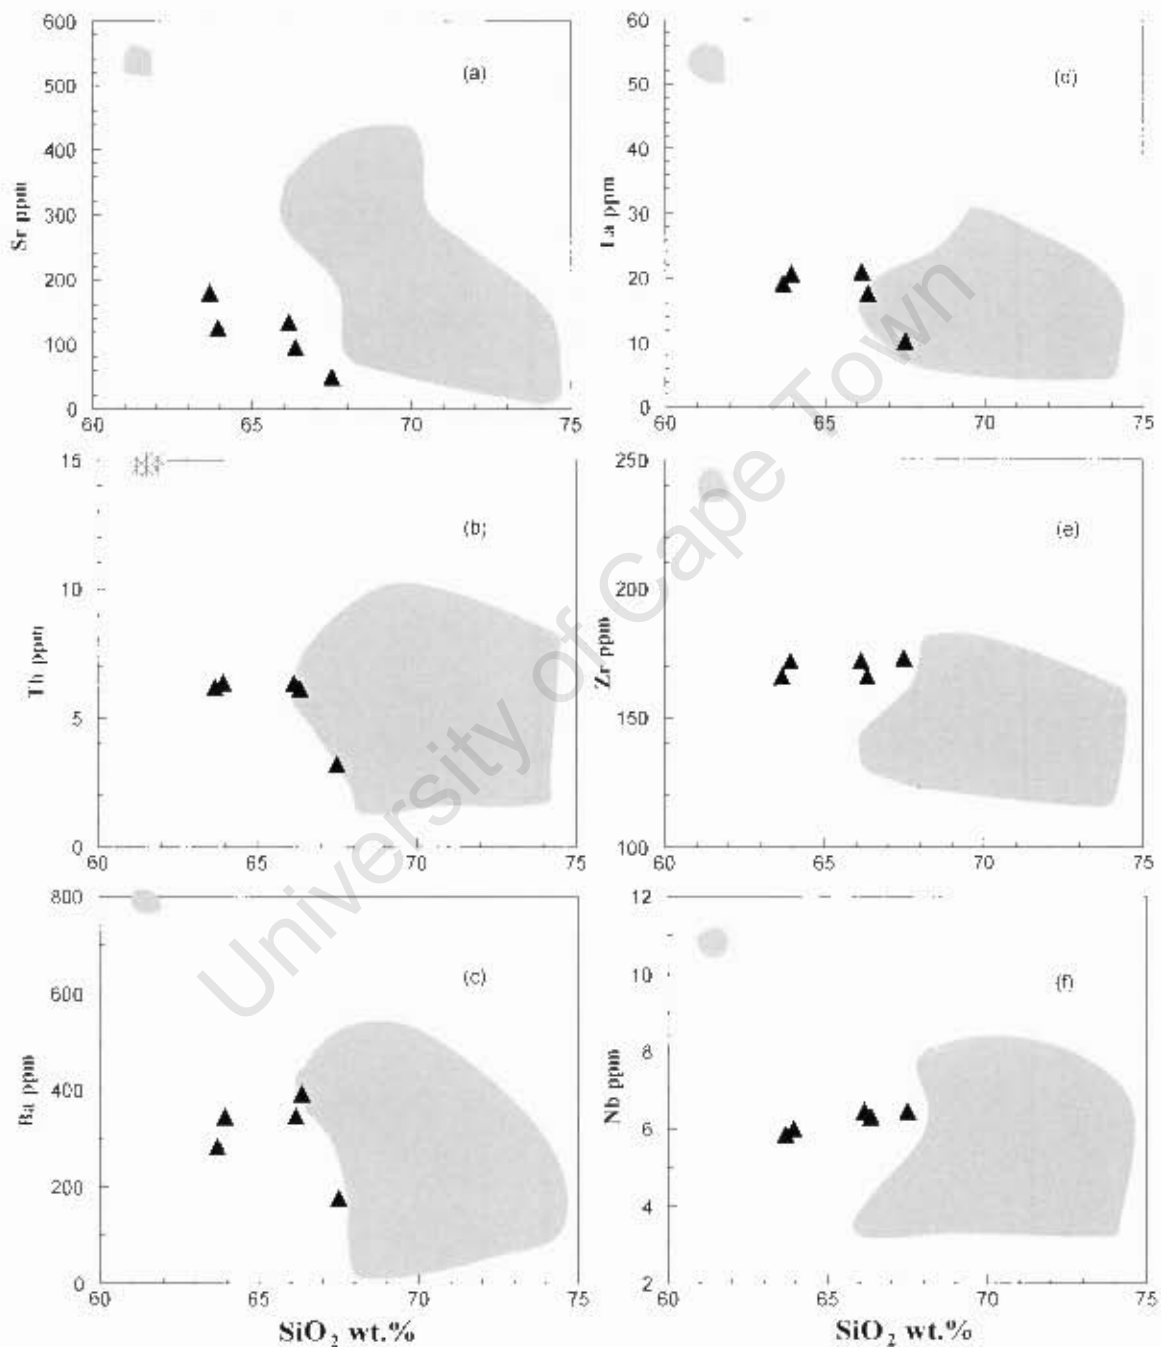 600
500
400
300
200
100
0
Sr ppm
(a)
60 65 70 75
60
50
40
30
20
10
0
La ppm
(d)
60 65 70 75
15
10
5
0
Th ppm
(b)
60 65 70 75
250
200
150
100
Zr ppm
(e)
60 65 70 75
800
600
400
200
0
Ba ppm
(c)
60 65 70 75
SiO₂ wt.%
12
10
8
6
4
2
Nb ppm
(f)
60 65 70 75
SiO₂ wt.%
University of Cape Town